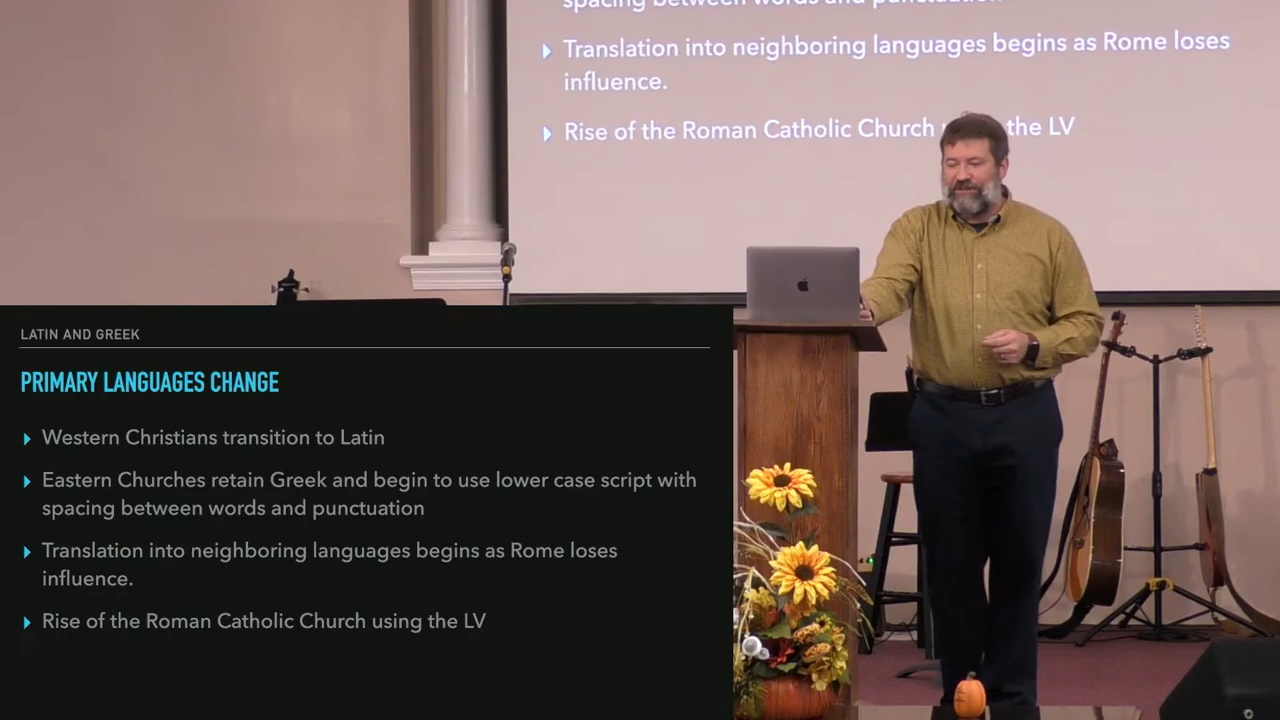 spacing between words and punctuation.
Translation into neighboring languages begins as Rome loses
influence.
Rise of the Roman Catholic Church the LV
LATIN AND GREEK
PRIMARY LANGUAGES CHANGE
Western Christians transition to Latin
Eastern Churches retain Greek and begin to use lower case script with
spacing between words and punctuation
Translation into neighboring languages begins as Rome loses
influence.
Rise of the Roman Catholic Church using the LV